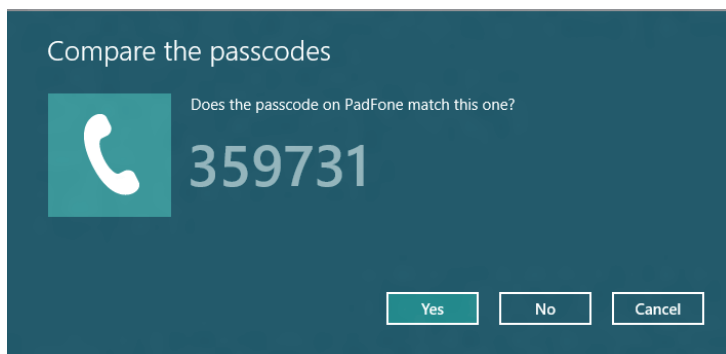 Compare the passcodes
Does the passcode on PadFone match this one?
359731
Yes No Cancel